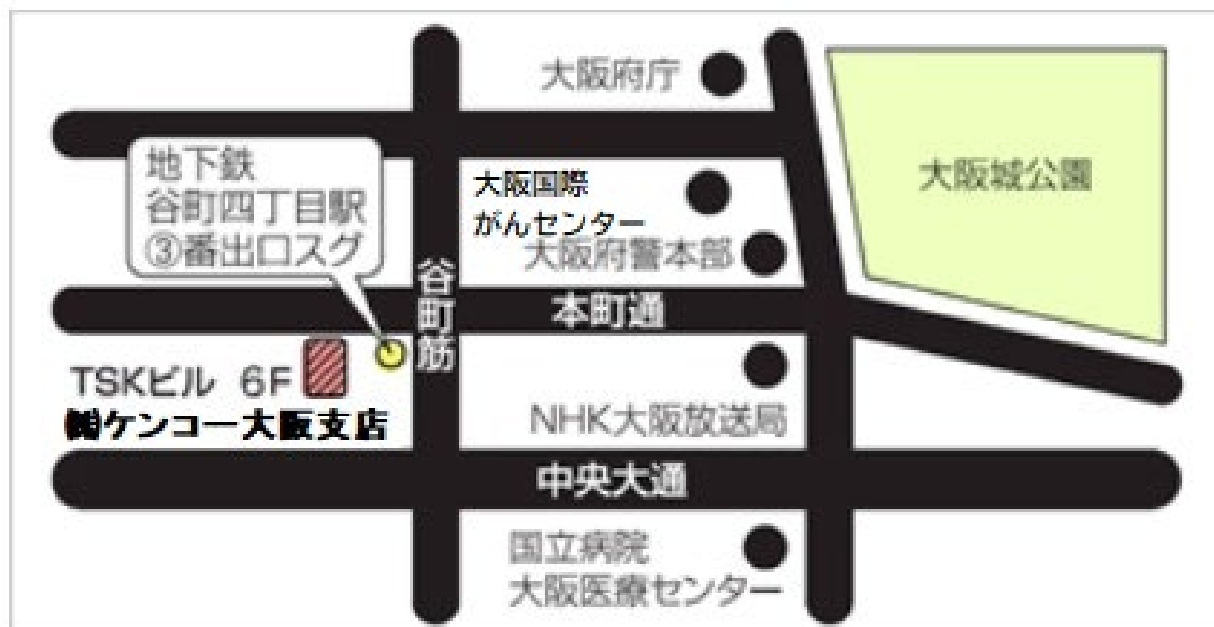 大阪府庁
地下鉄
谷町四丁目駅
③番出口スグ
大阪国際
がんセンター
大阪府警本部
大阪城公園
谷町筋
本町通
TSKビル 6F
㈱ケンコー大阪支店
NHK大阪放送局
中央大通
国立病院
大阪医療センター